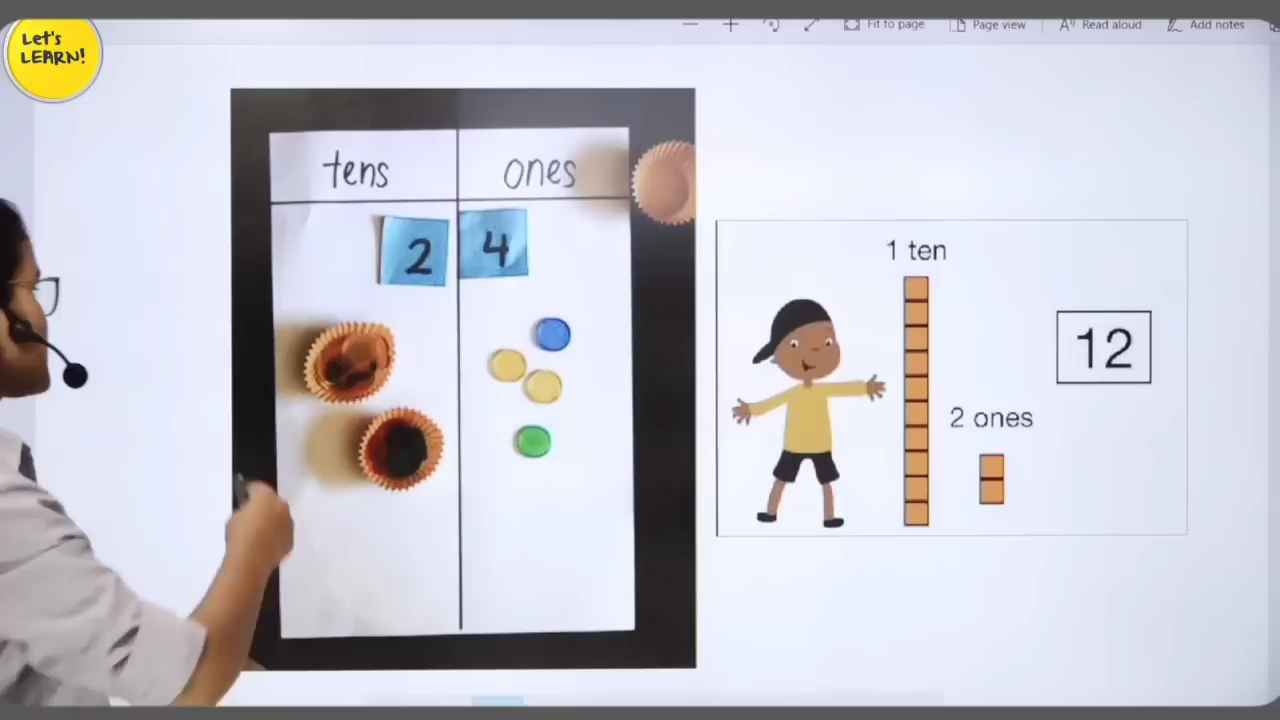 Let's
LEARN!
Fit to page
Page view
Read aloud
Add notes
tens
ones
2
4
1 ten
12
2 ones